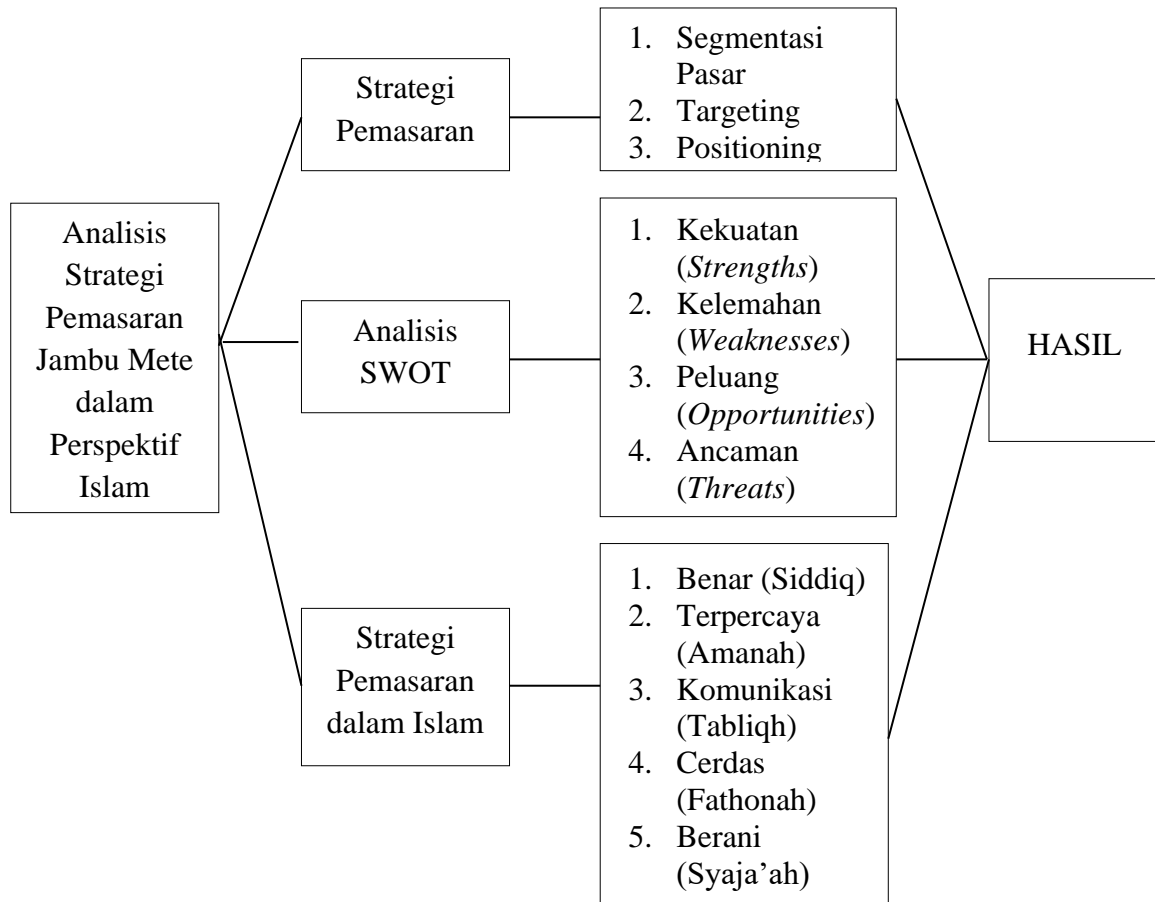 Analisis
Strategi
Pemasaran
Jambu Mete
dalam
Perspektif
Islam
Strategi
Pemasaran
1. Segmentasi
Pasar
2. Targeting
3. Positioning
Analisis
SWOT
1. Kekuatan
(Strengths)
2. Kelemahan
(Weaknesses)
3. Peluang
(Opportunities)
4. Ancaman
(Threats)
Strategi
Pemasaran
dalam Islam
1. Benar (Siddiq)
2. Terpercaya
(Amanah)
3. Komunikasi
(Tabliqh)
4. Cerdas
(Fathonah)
5. Berani
(Syaja’ah)
HASIL